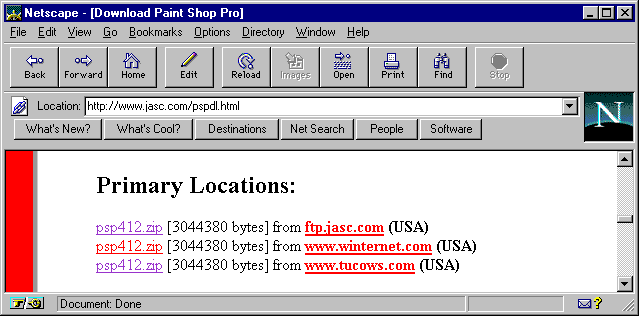 Netscape - [Download Paint Shop Pro]
File Edit View Go Bookmarks Options Directory Window Help
Back Forward Home Edit Reload Images Open Print Find Stop
Location: http://www.jasc.com/pspdl.html
N
What's New? What's Cool? Destinations Net Search People Software
Primary Locations:
psp412.zip [3044380 bytes] from ftp.jasc.com (USA)
psp412.zip [3044380 bytes] from www.winternet.com (USA)
psp412.zip [3044380 bytes] from www.tucows.com (USA)
Document: Done ?